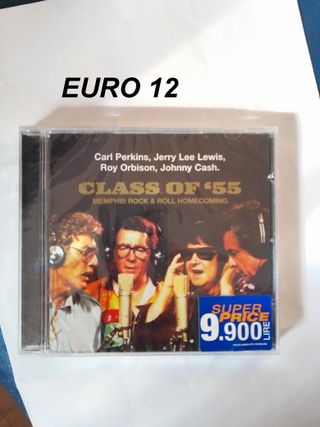 EURO 12
Carl Perkins, Jerry Lee Lewis,
Roy Orbison, Johnny Cash.
CLASS OF '55
MEMPHIS ROCK & ROLL HOMECOMING
SUPER
PRICE
9.900 LIRE